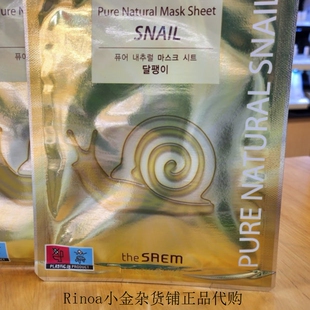 Pure Natural Mask Sheet
SNAIL
퓨어 내추럴 마스크 시트
달팽이
PURE NATURAL SNAIL
the SAEM
Rinoa小金杂货铺正品代购